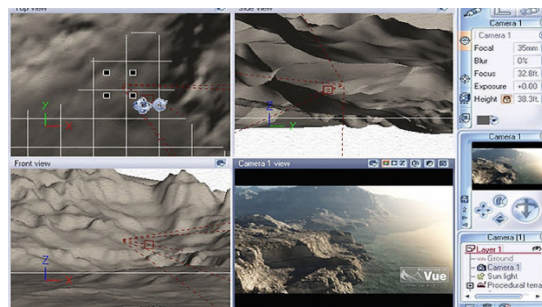 Top view
Side view
Camera 1
Camera 1
Focal 35mm
Blur 0%
Focus 32.8ft.
Exposure +0.00
Height 38.3ft.
Y
X
Z
Y
Front view
Camera 1 view
Camera 1
Z
X
Vue
Camera [1]
Layer 1
Ground
Camera 1
Sun light
Procedural terra